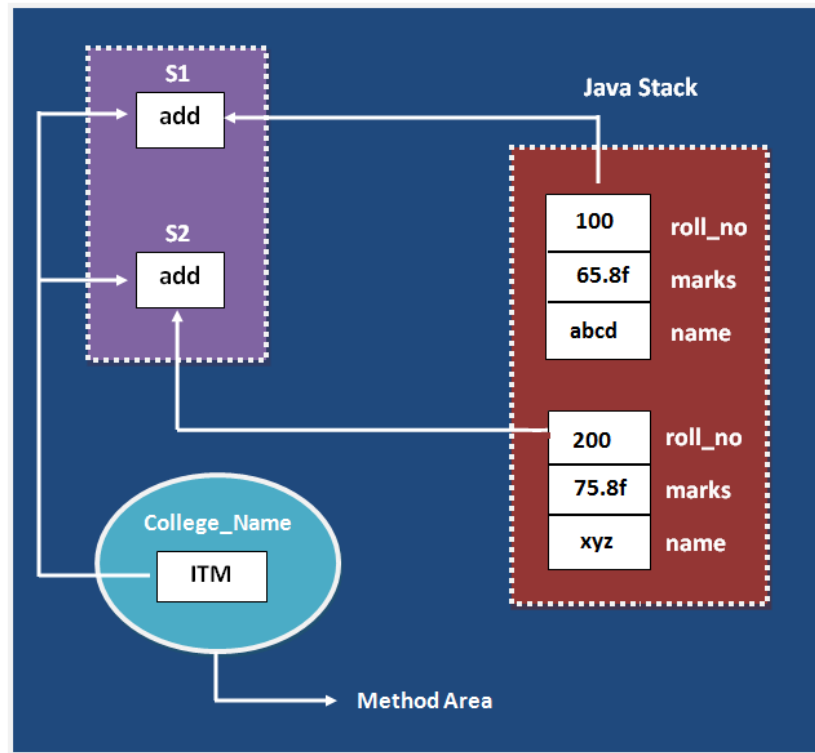 S1
add
S2
add
Java Stack
100 roll_no
65.8f marks
abcd name
200 roll_no
75.8f marks
xyz name
College_Name
ITM
Method Area